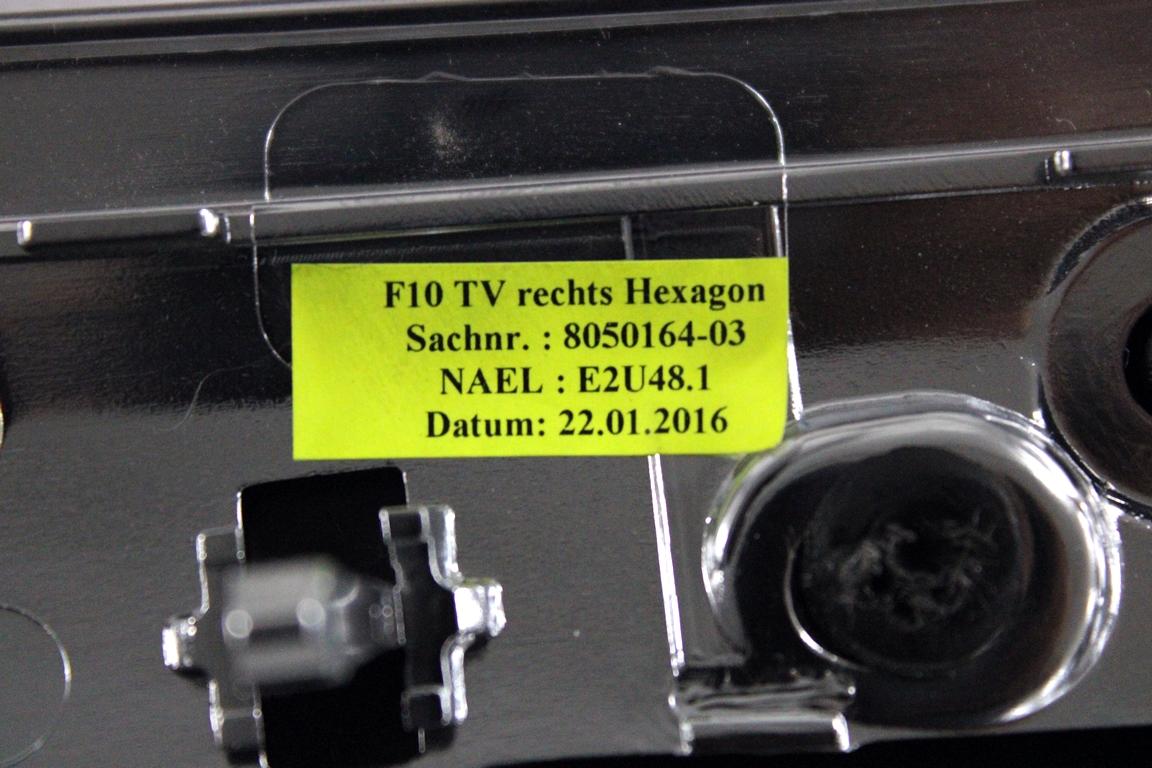 F10 TV rechts Hexagon
Sachnr. : 8050164-03
NAEL : E2U48.1
Datum: 22.01.2016